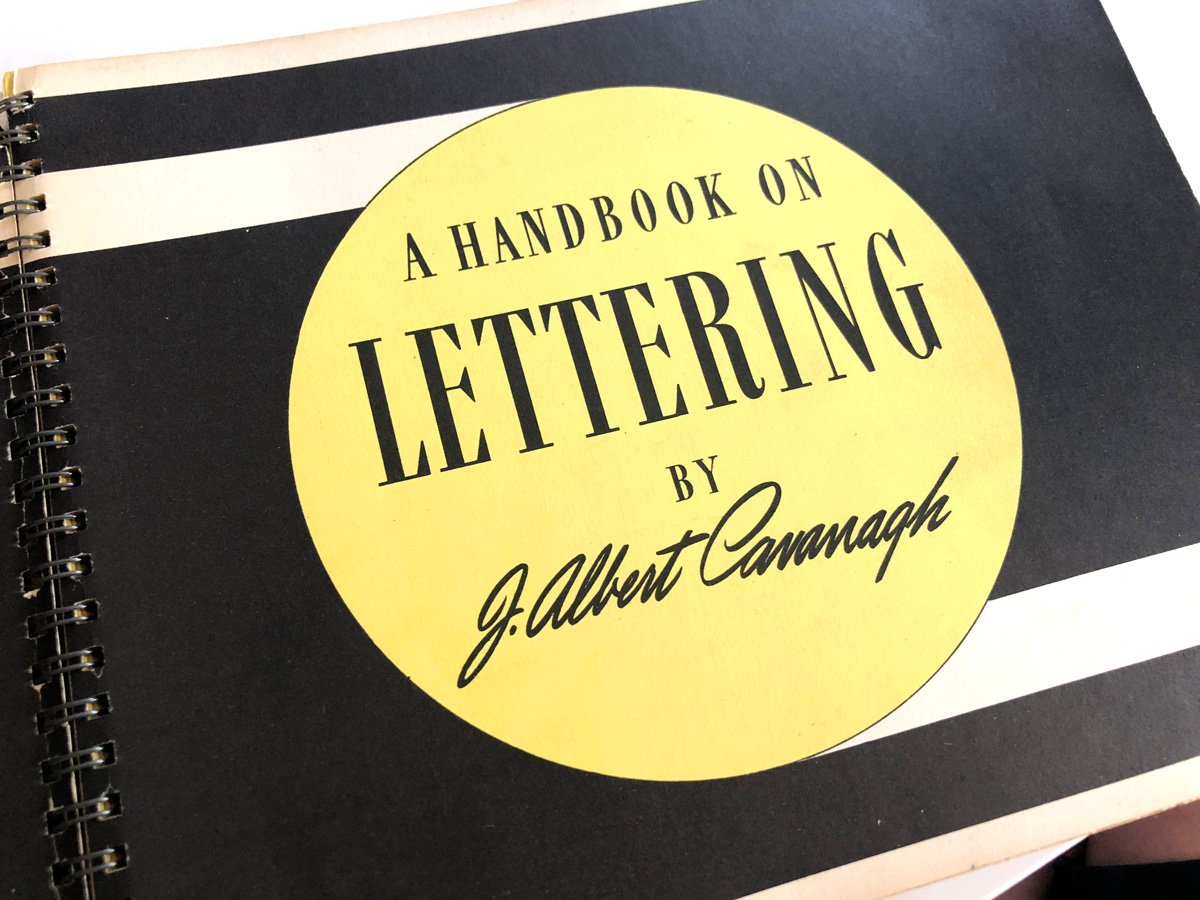 A HANDBOOK ON
LETTERING
BY
J. Albert Cavanagh